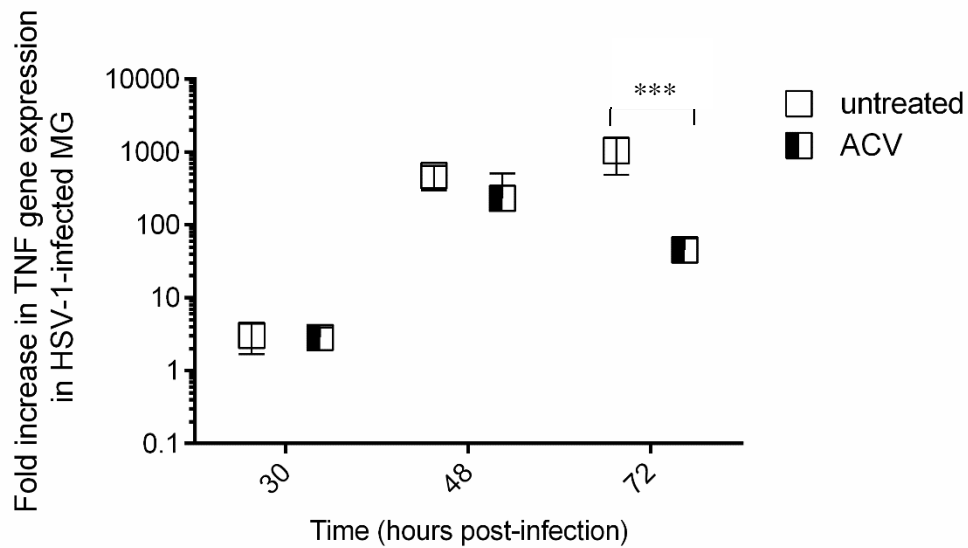 Fold increase in TNF gene expression
in HSV-1-infected MG
10000
1000
100
10
1
0.1
***
untreated
ACV
30
48
72
Time (hours post-infection)